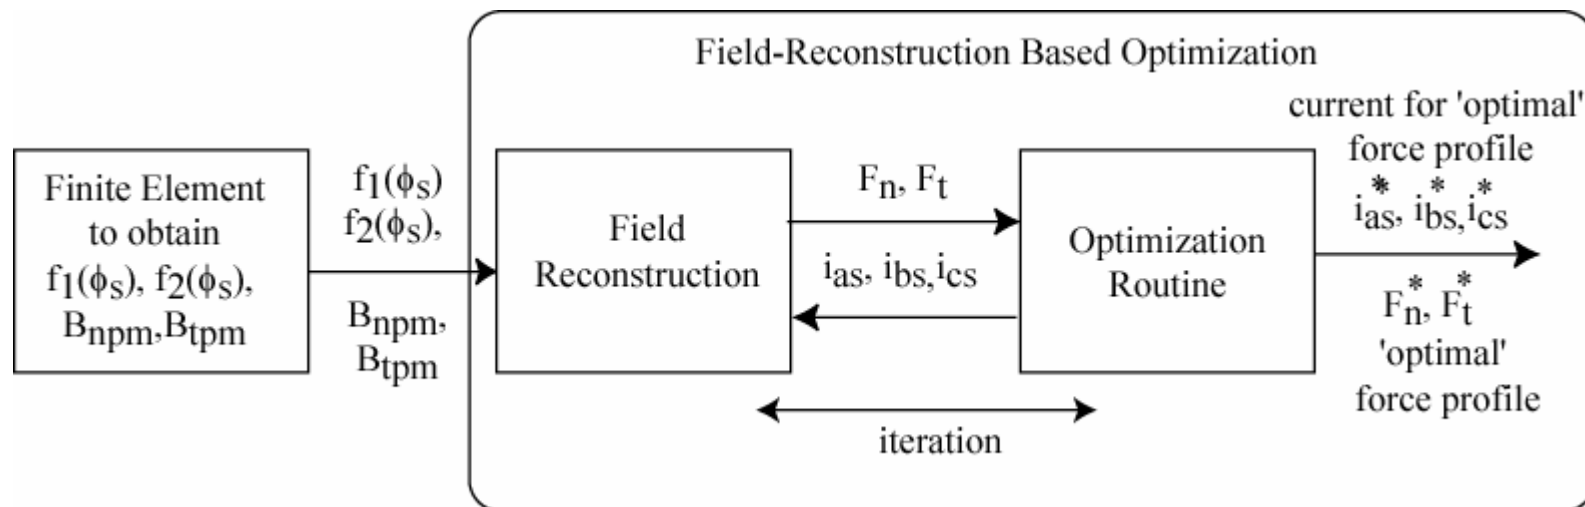 Field-Reconstruction Based Optimization
Finite Element
to obtain
f1(ϕs), f2(ϕs),
Bnpm,Btpm
f1(ϕs)
f2(ϕs),
Bnpm,
Btpm
Field
Reconstruction
Fn, Ft
ias, ibs,ics
iteration
Optimization
Routine
current for 'optimal'
force profile
i*as, i*bs,i*cs
F*n, F*t
'optimal'
force profile